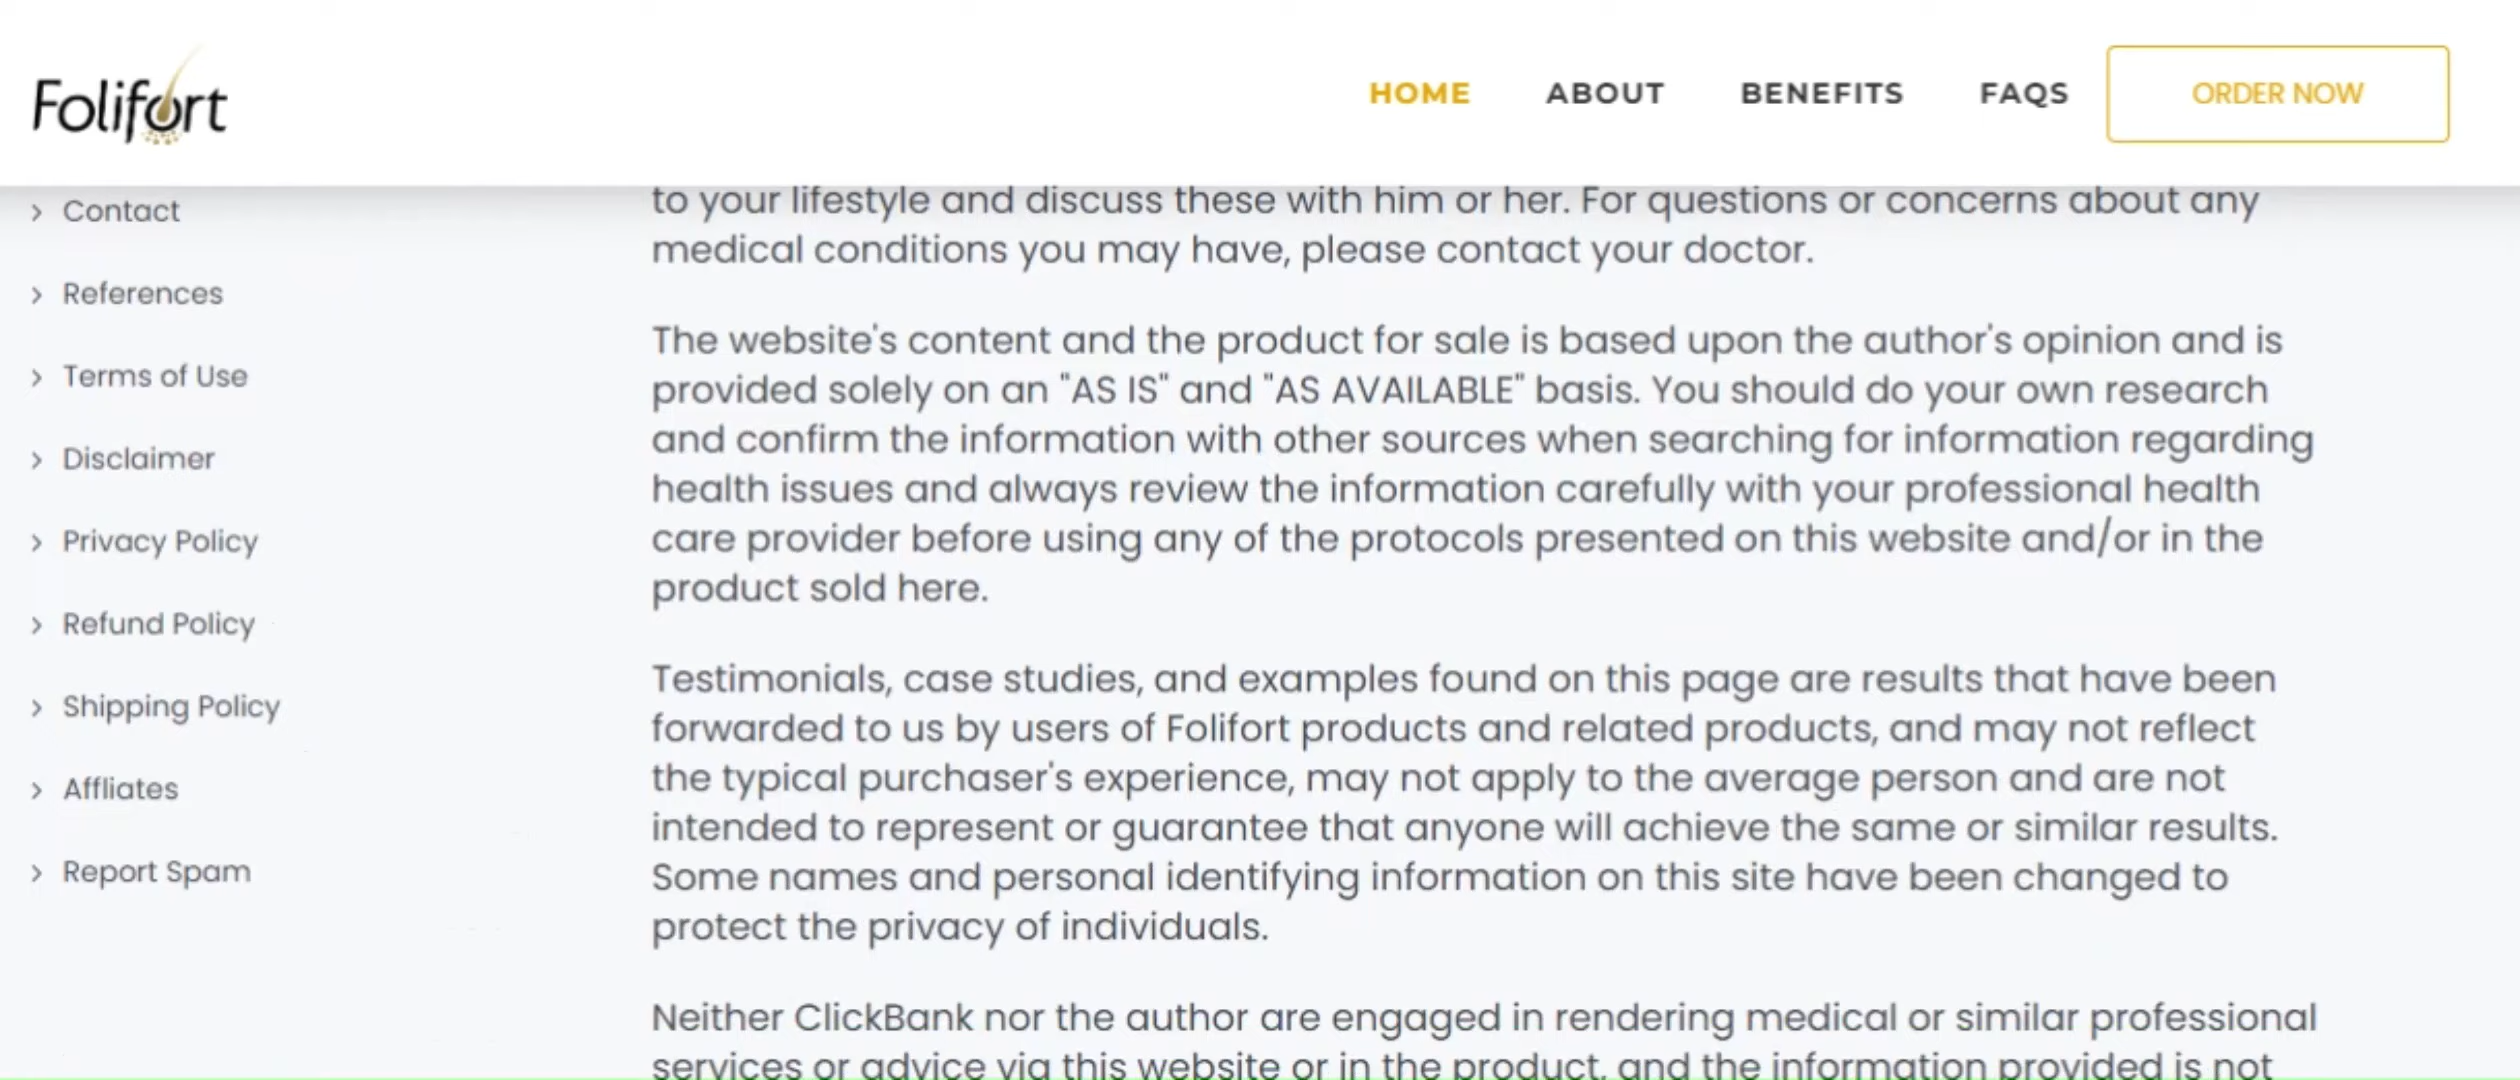 Folifort
HOME
ABOUT
BENEFITS
FAQS
ORDER NOW
Contact
References
Terms of Use
Disclaimer
Privacy Policy
Refund Policy
Shipping Policy
Affliates
Report Spam
to your lifestyle and discuss these with him or her. For questions or concerns about any
medical conditions you may have, please contact your doctor.
The website's content and the product for sale is based upon the author's opinion and is
provided solely on an "AS IS" and "AS AVAILABLE" basis. You should do your own research
and confirm the information with other sources when searching for information regarding
health issues and always review the information carefully with your professional health
care provider before using any of the protocols presented on this website and/or in the
product sold here.
Testimonials, case studies, and examples found on this page are results that have been
forwarded to us by users of Folifort products and related products, and may not reflect
the typical purchaser's experience, may not apply to the average person and are not
intended to represent or guarantee that anyone will achieve the same or similar results.
Some names and personal identifying information on this site have been changed to
protect the privacy of individuals.
Neither ClickBank nor the author are engaged in rendering medical or similar professional
services or advice via this website or in the product, and the information provided is not